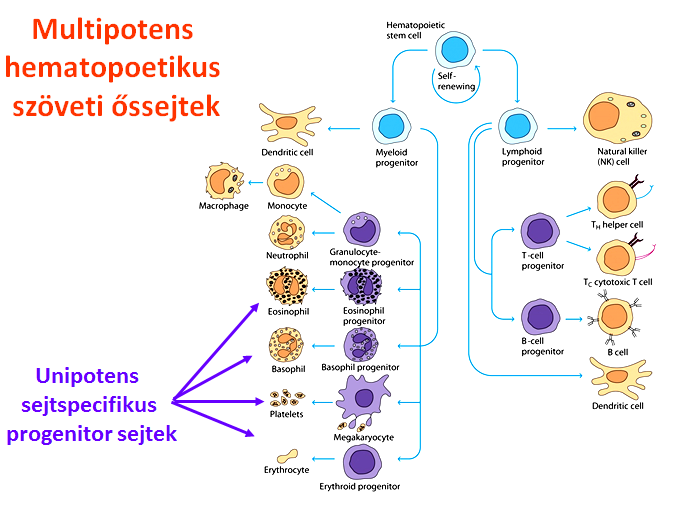 Multipotens
hematopoetikus
szöveti őssejtek
Hematopoietic
stem cell
Self-
renewing
Dendritic cell
Myeloid
progenitor
Lymphoid
progenitor
Natural killer
(NK) cell
Macrophage
Monocyte
Neutrophil
Granulocyte-
monocyte progenitor
T-cell
progenitor
TH helper cell
TC cytotoxic T cell
Eosinophil
Eosinophil
progenitor
B-cell
progenitor
B cell
Basophil
Basophil progenitor
Dendritic cell
Unipotens
sejtspecifikus
progenitor sejtek
Platelets
Megakaryocyte
Erythrocyte
Erythroid progenitor